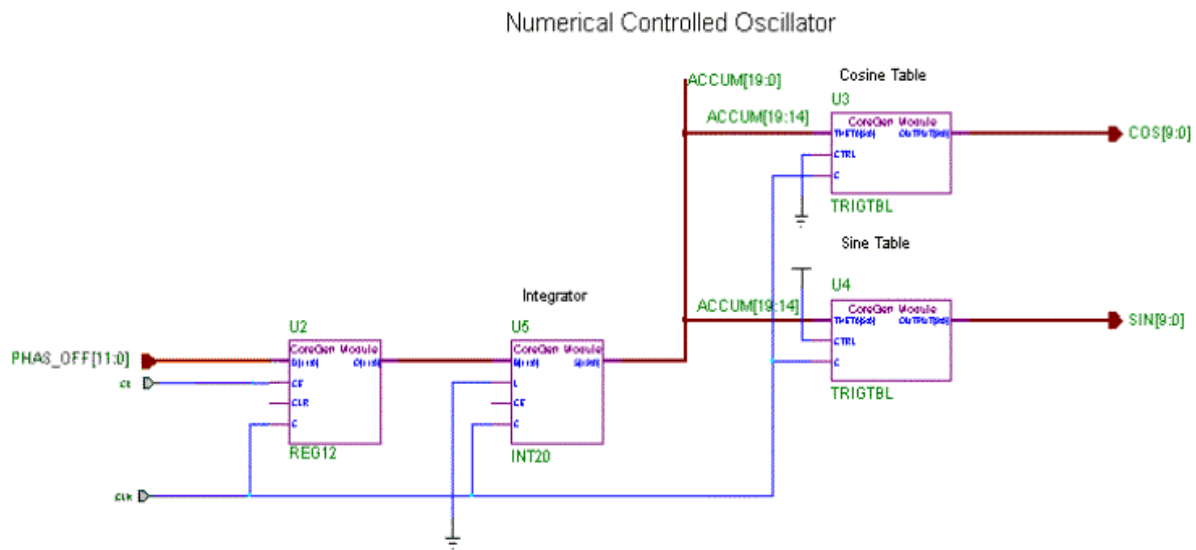 Numerical Controlled Oscillator
ACCUM[19:0]
Cosine Table
U3
ACCUM[19:14]
CoreGen Module
CTRL
C
COS[9:0]
TRIGTBL
Sine Table
U4
ACCUM[19:14]
CoreGen Module
CTRL
C
SIN[9:0]
TRIGTBL
Integrator
U2
U5
PHAS_OFF[11:0]
CoreGen Module
CE
CLR
C
REG12
CoreGen Module
L
CE
C
INT20
CE
CLK